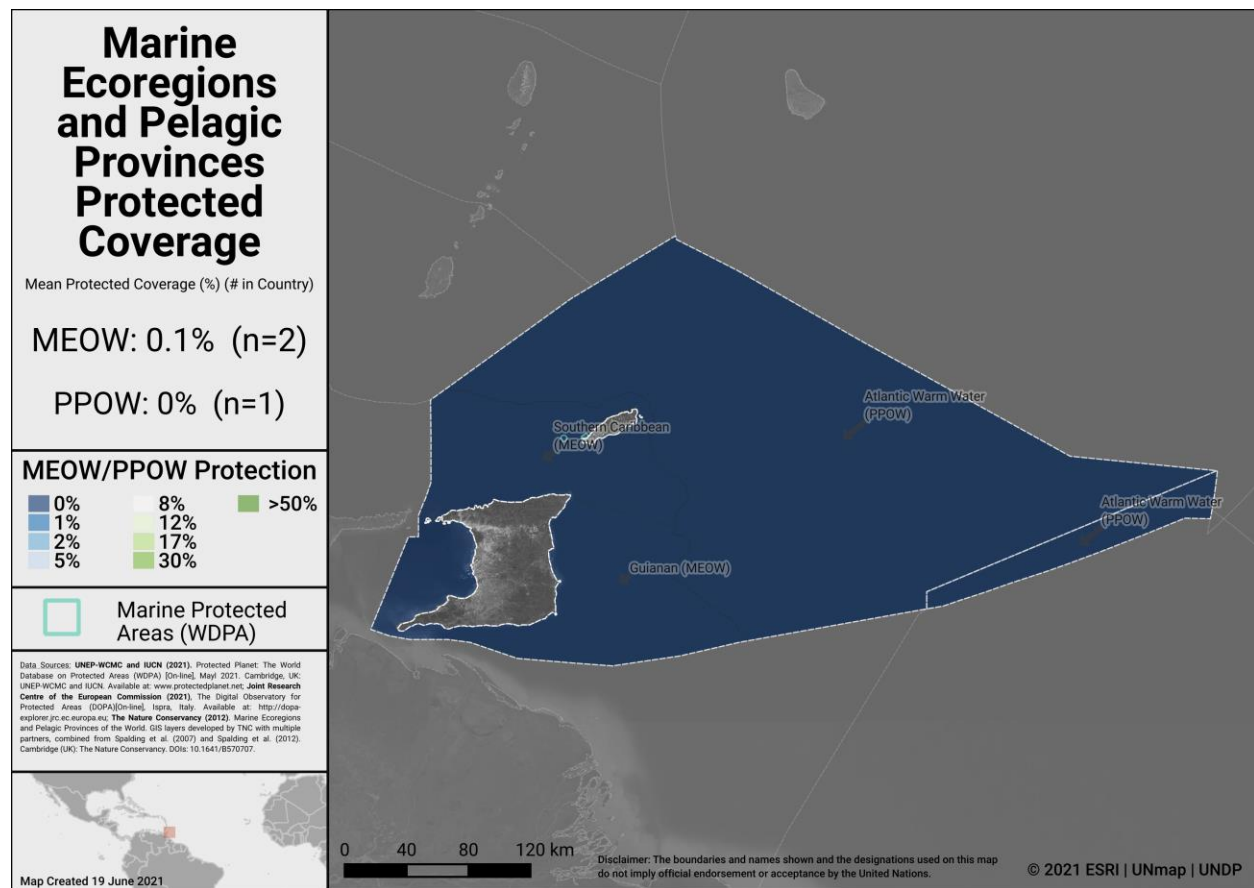 Marine
Ecoregions
and Pelagic
Provinces
Protected
Coverage
Mean Protected Coverage (%) (# in Country)
MEOW: 0.1% (n=2)
PPOW: 0% (n=1)
MEOW/PPOW Protection
0%
1%
2%
5%
8%
12%
17%
30%
>50%
Marine Protected
Areas (WDPA)
Data Sources: UNEP-WCMC and IUCN (2021). Protected Planet: The World
Database on Protected Areas (WDPA) [On-line], MayI 2021. Cambridge, UK:
UNEP-WCMC and IUCN. Available at: www.protectedplanet.net; Joint Research
Centre of the European Commission (2021), The Digital Observatory for
Protected Areas (DOPA)[On-line], Ispra, Italy. Available at: http://dopa-
explorer.jrc.ec.europa.eu; The Nature Conservancy (2012). Marine Ecoregions
and Pelagic Provinces of the World. GIS layers developed by TNC with multiple
partners, combined from Spalding et al. (2007) and Spalding et al. (2012).
Cambridge (UK): The Nature Conservancy. DOIs: 10.1641/B570707.
Map Created 19 June 2021
Atlantic Warm Water
(PPOW)
Southern Caribbean
(MEOW)
Atlantic Warm Water
(PPOW)
Guianan (MEOW)
0 40 80 120 km
Disclaimer: The boundaries and names shown and the designations used on this map
do not imply official endorsement or acceptance by the United Nations.
© 2021 ESRI | UNmap | UNDP